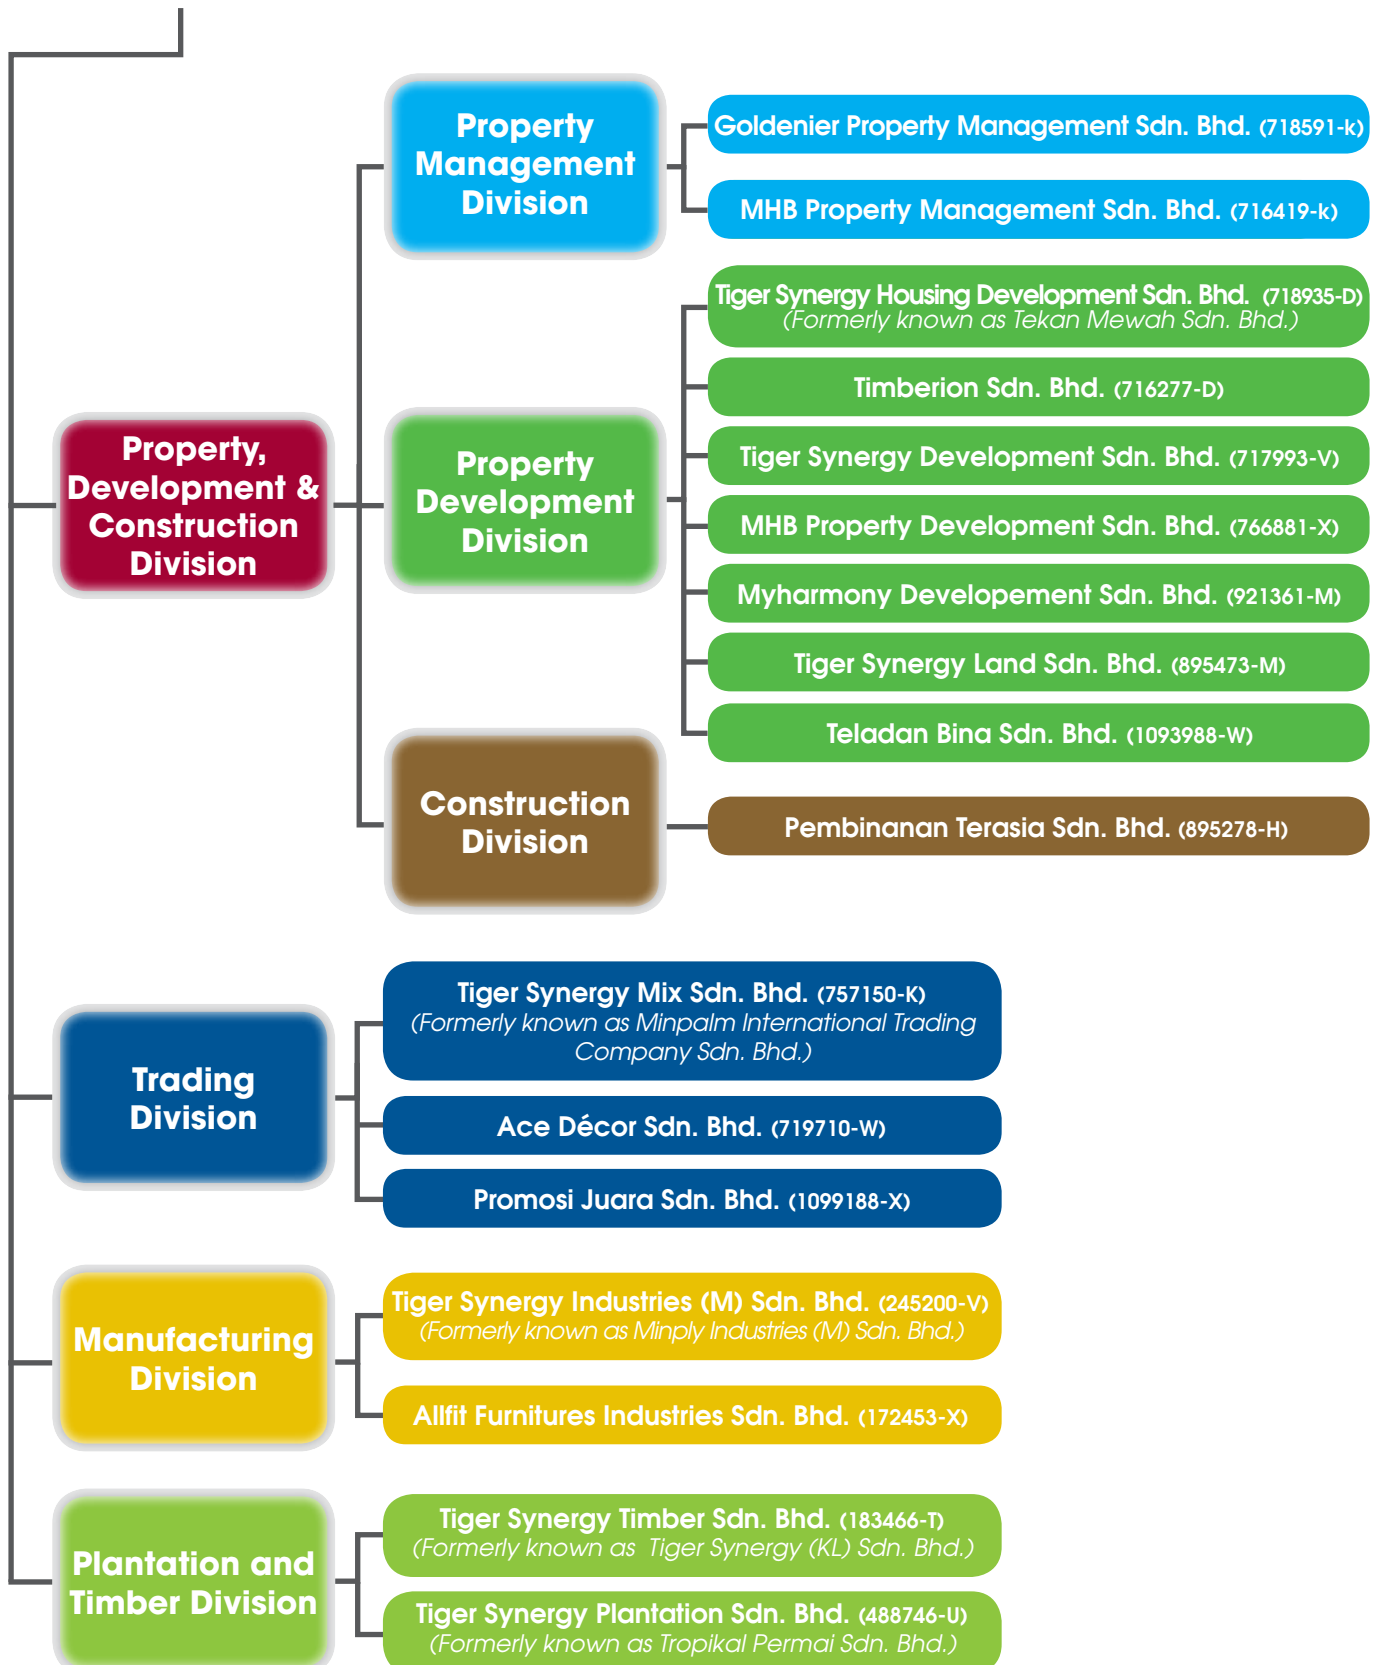 Property
Management
Division
Goldenier Property Management Sdn. Bhd. (718591-k)
MHB Property Management Sdn. Bhd. (716419-k)
Property,
Development &
Construction
Division
Property
Development
Division
Tiger Synergy Housing Development Sdn. Bhd. (718935-D)
(Formerly known as Tekan Mewah Sdn. Bhd.)
Timberion Sdn. Bhd. (716277-D)
Tiger Synergy Development Sdn. Bhd. (717993-V)
MHB Property Development Sdn. Bhd. (766881-X)
Myharmony Developement Sdn. Bhd. (921361-M)
Tiger Synergy Land Sdn. Bhd. (895473-M)
Teladan Bina Sdn. Bhd. (1093988-W)
Construction
Division
Pembinanan Terasia Sdn. Bhd. (895278-H)
Trading
Division
Tiger Synergy Mix Sdn. Bhd. (757150-K)
(Formerly known as Minpalm International Trading
Company Sdn. Bhd.)
Ace Décor Sdn. Bhd. (719710-W)
Promosi Juara Sdn. Bhd. (1099188-X)
Manufacturing
Division
Tiger Synergy Industries (M) Sdn. Bhd. (245200-V)
(Formerly known as Minply Industries (M) Sdn. Bhd.)
Allfit Furnitures Industries Sdn. Bhd. (172453-X)
Plantation and
Timber Division
Tiger Synergy Timber Sdn. Bhd. (183466-T)
(Formerly known as Tiger Synergy (KL) Sdn. Bhd.)
Tiger Synergy Plantation Sdn. Bhd. (488746-U)
(Formerly known as Tropikal Permai Sdn. Bhd.)